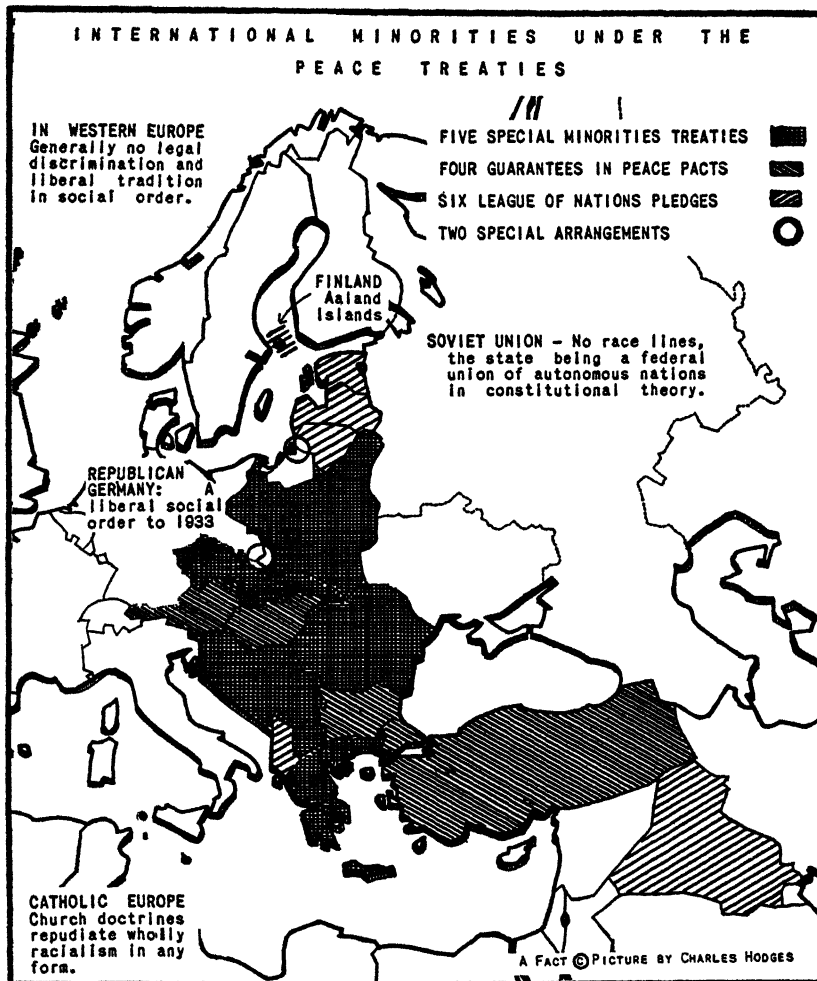 INTERNATIONAL MINORITIES UNDER THE
PEACE TREATIES
IN WESTERN EUROPE
Generally no legal
discrimination and
liberal tradition
in social order.
FIVE SPECIAL MINORITIES TREATIES
FOUR GUARANTEES IN PEACE PACTS
SIX LEAGUE OF NATIONS PLEDGES
TWO SPECIAL ARRANGEMENTS
FINLAND
Aaland
Islands
SOVIET UNION - No race lines,
the state being a federal
union of autonomous nations
in constitutional theory.
REPUBLICAN
GERMANY: A
liberal social
order to 1933
CATHOLIC EUROPE
Church doctrines
repudiate wholly
racialism in any
form.
A FACT © PICTURE BY CHARLES HODGES